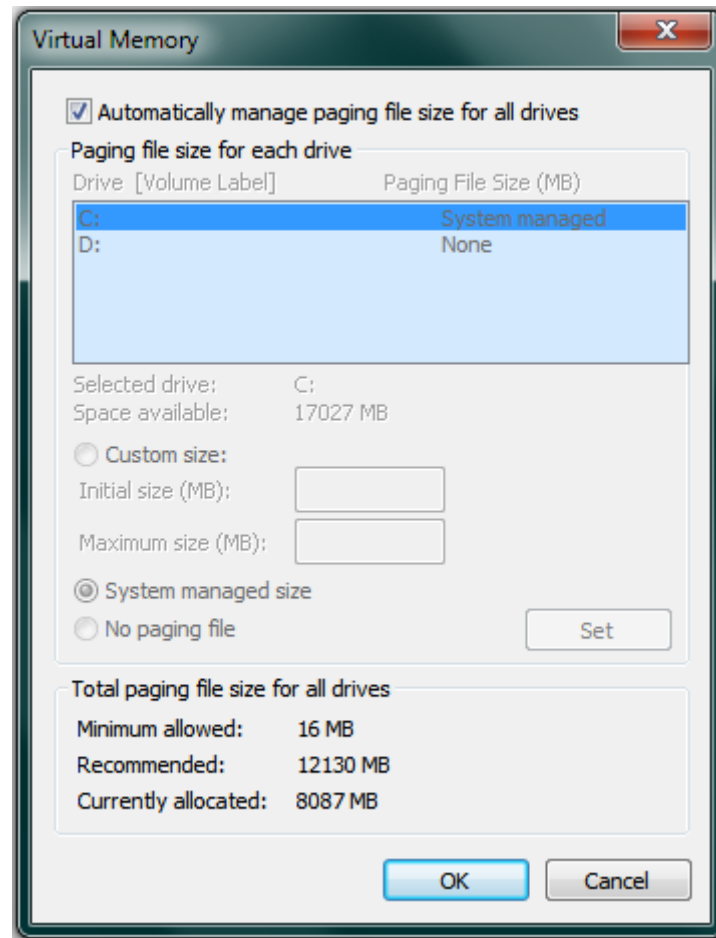 Virtual Memory
Automatically manage paging file size for all drives
Paging file size for each drive
Drive [Volume Label] Paging File Size (MB)
C: System managed
D: None
Selected drive: C:
Space available: 17027 MB
Custom size:
Initial size (MB):
Maximum size (MB):
System managed size
No paging file Set
Total paging file size for all drives
Minimum allowed: 16 MB
Recommended: 12130 MB
Currently allocated: 8087 MB
OK Cancel